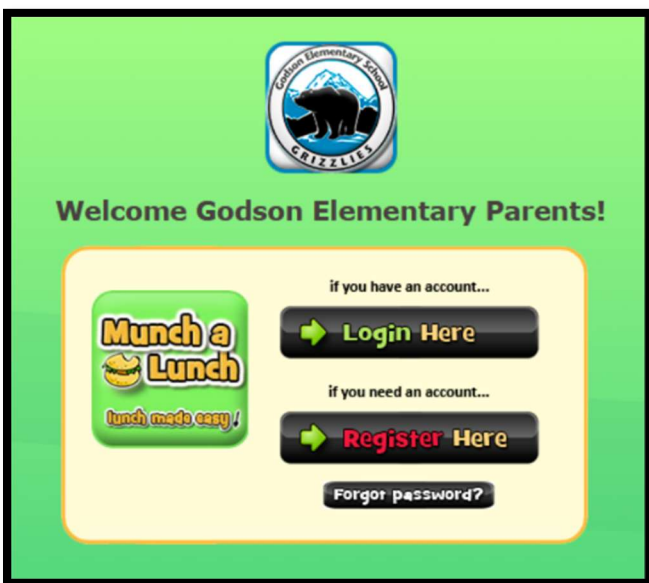 Godson Elementary School
GRIZZLIES
Welcome Godson Elementary Parents!
if you have an account...
Munch a
Lunch
lunch made easy!
Login Here
if you need an account...
Register Here
Forgot password?